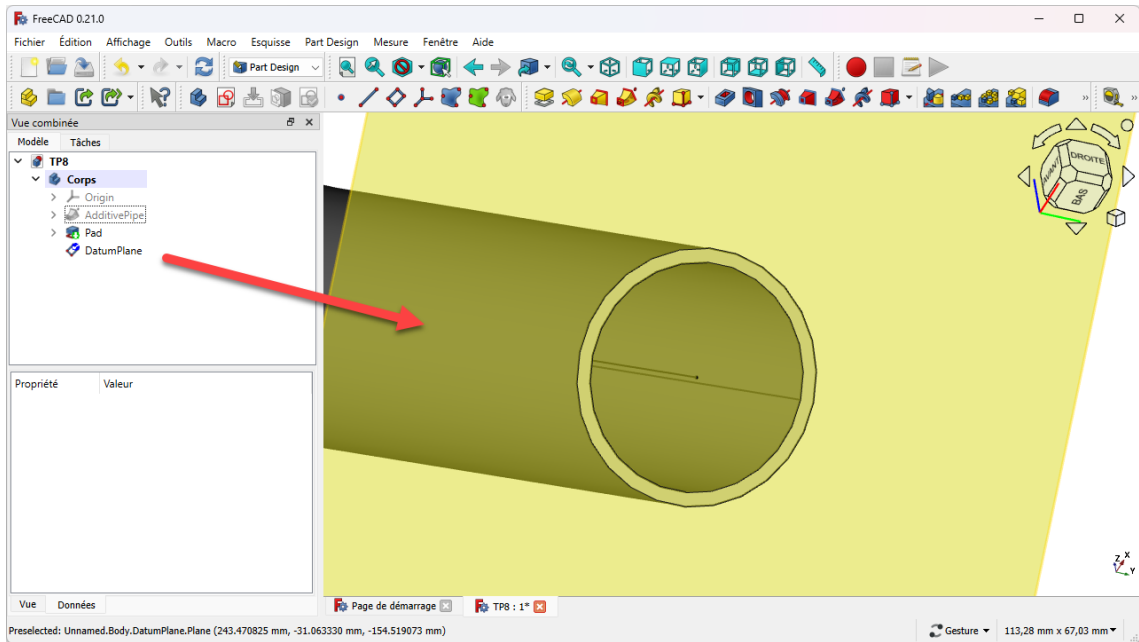 FreeCAD 0.21.0
Fichier Édition Affichage Outils Macro Esquisse Part Design Mesure Fenêtre Aide
Part Design
Vue combinée
Modèle Tâches
TP8
Corps
Origin
AdditivePipe
Pad
DatumPlane
Propriété Valeur
AVANT
DROITE
BAS
Z X
Y
Vue Données
Page de démarrage TP8 : 1*
Preselected: Unnamed.Body.DatumPlane.Plane (243.470825 mm, -31.063330 mm, -154.519073 mm)
Gesture 113,28 mm x 67,03 mm